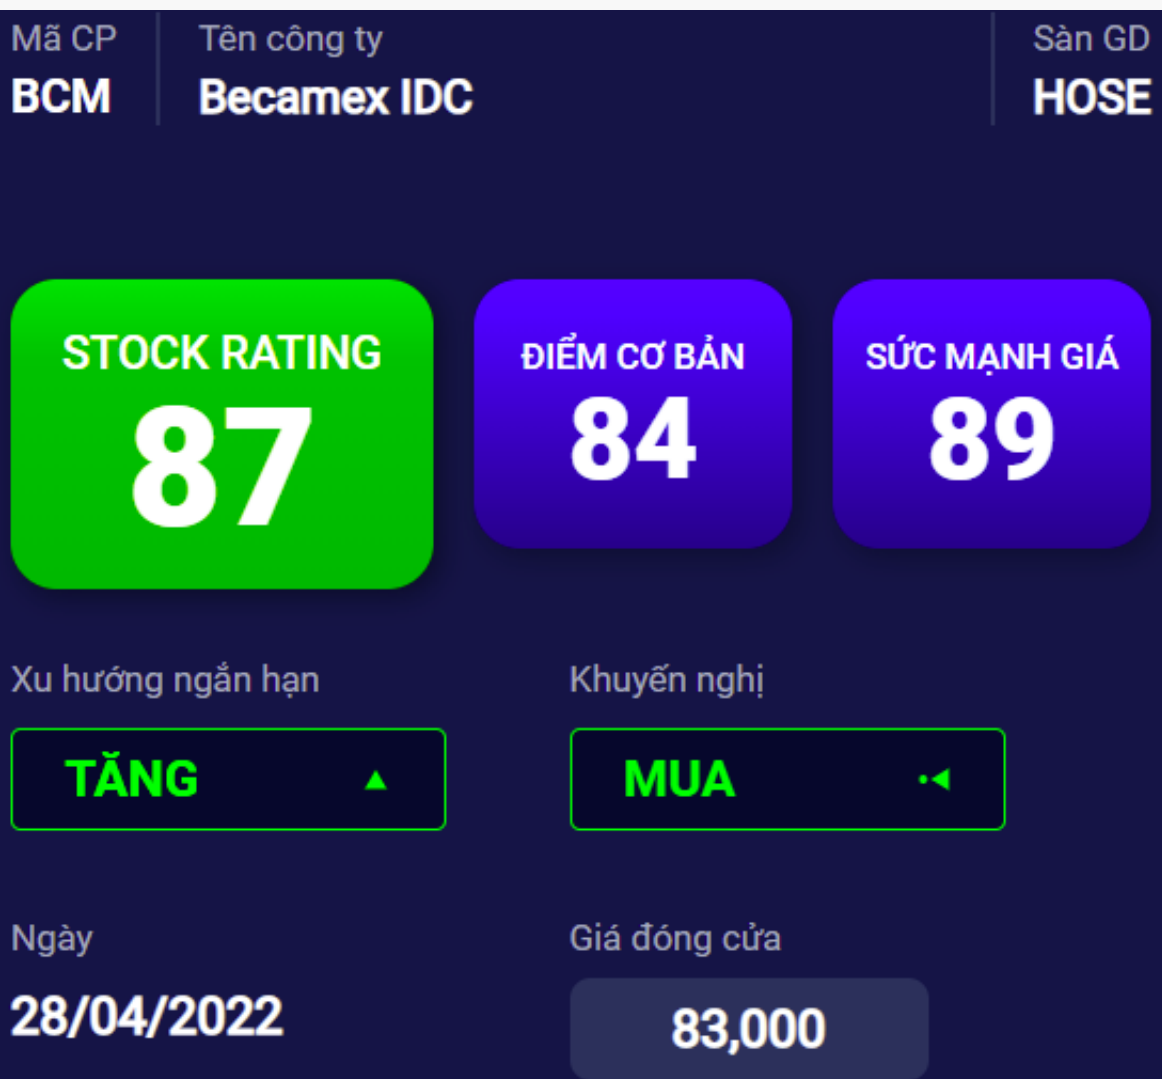 Mã CP
Tên công ty
Sàn GD
BCM
Becamex IDC
HOSE
STOCK RATING
87
ĐIỂM CƠ BẢN
84
SỨC MẠNH GIÁ
89
Xu hướng ngắn hạn
Khuyến nghị
TĂNG
MUA
Ngày
Giá đóng cửa
28/04/2022
83,000